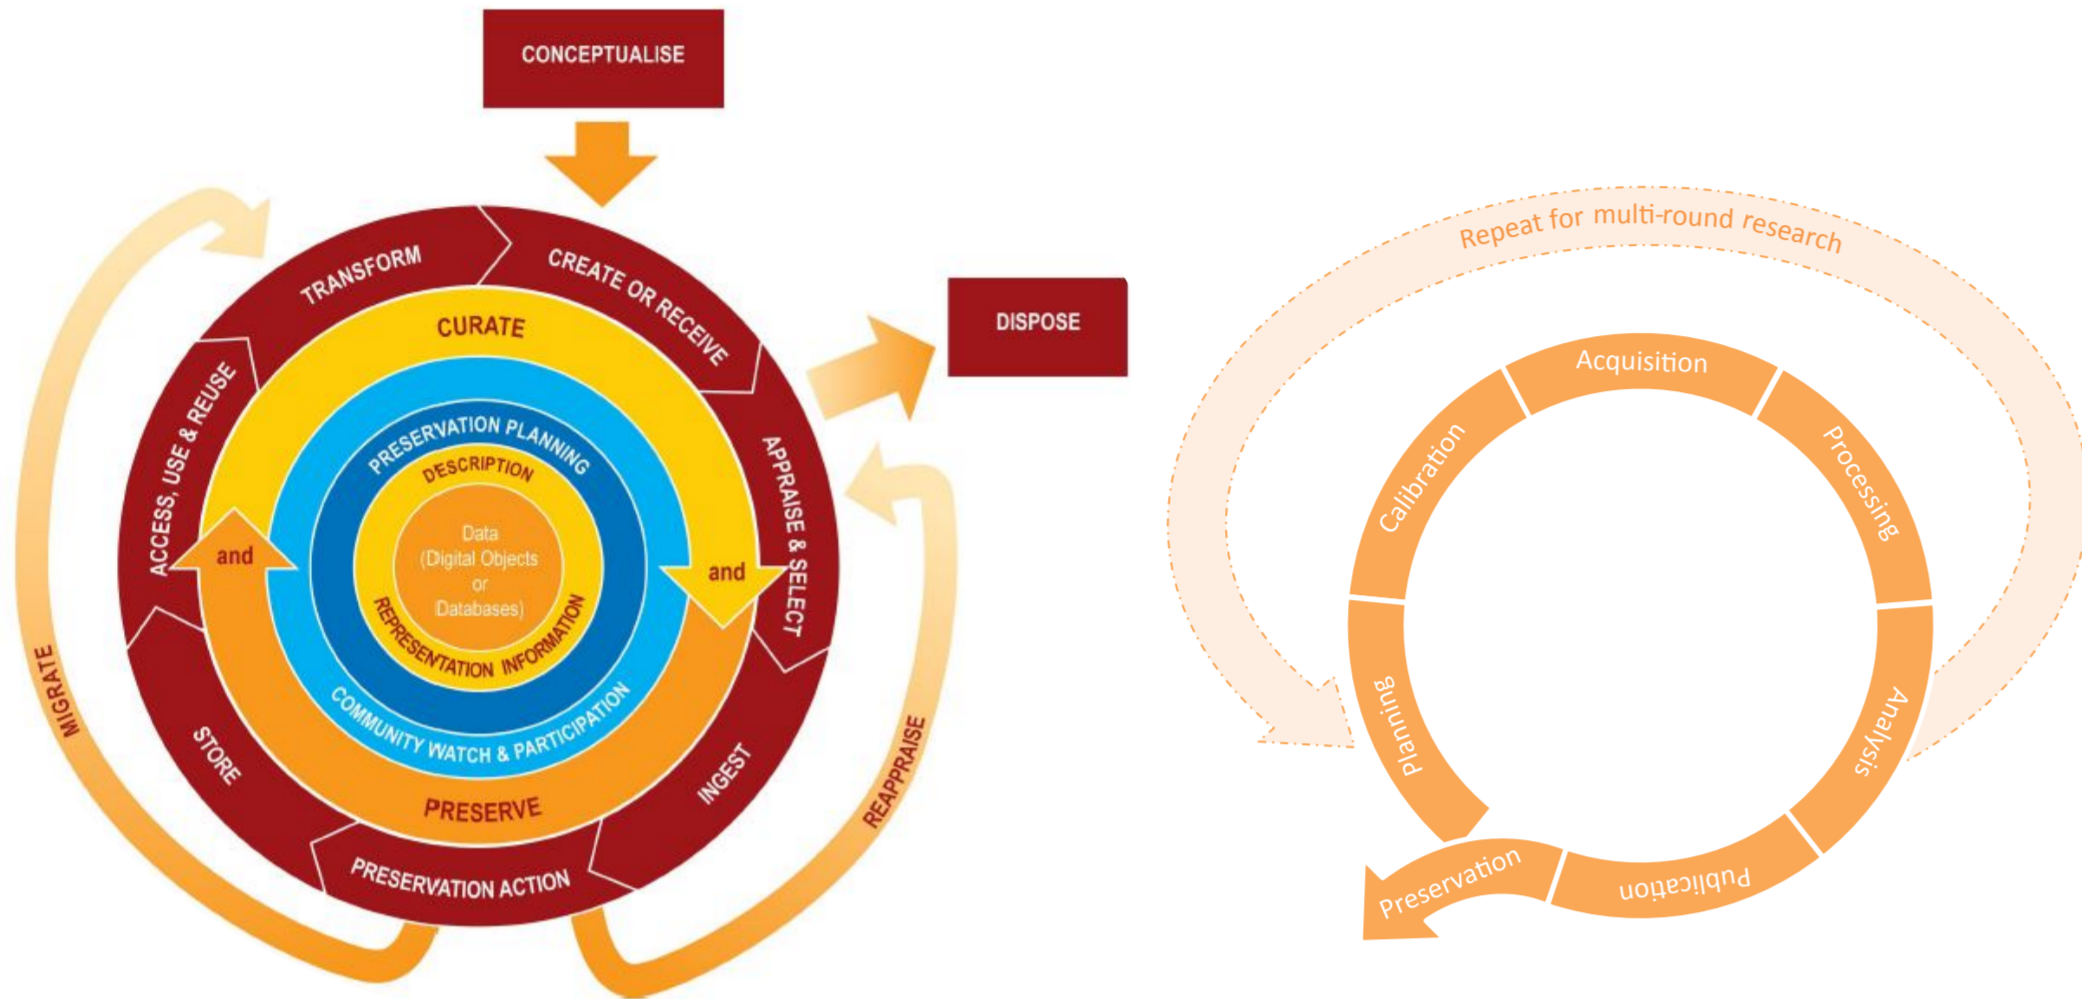 CONCEPTUALISE
TRANSFORM
CREATE OR RECEIVE
DISPOSE
CURATE
ACCESS, USE & REUSE
APPRAISE & SELECT
PRESERVATION PLANNING
DESCRIPTION
Data
(Digital Objects
or
Databases)
and
and
REPRESENTATION INFORMATION
COMMUNITY WATCH & PARTICIPATION
MIGRATE
STORE
INGEST
REAPPRAISE
PRESERVE
PRESERVATION ACTION
Repeat for multi-round research
Acquisition
Calibration
Processing
Planning
Analysis
Preservation
Publication